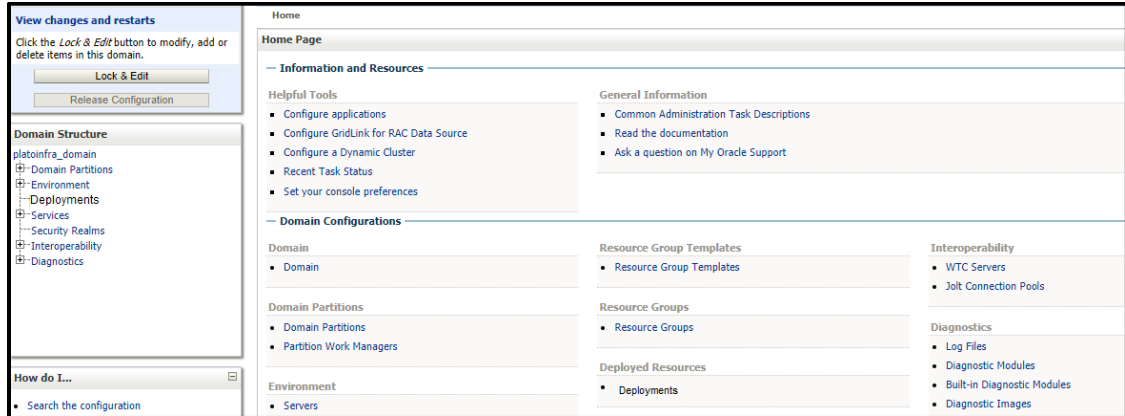 View changes and restarts
Click the Lock & Edit button to modify, add or
delete items in this domain.
Lock & Edit
Release Configuration
Domain Structure
platoinfra_domain
Domain Partitions
Environment
Deployments
Services
Security Realms
Interoperability
Diagnostics
How do I...
Search the configuration
Home
Home Page
Information and Resources
Helpful Tools
Configure applications
Configure GridLink for RAC Data Source
Configure a Dynamic Cluster
Recent Task Status
Set your console preferences
General Information
Common Administration Task Descriptions
Read the documentation
Ask a question on My Oracle Support
Domain Configurations
Domain
Domain
Domain Partitions
Domain Partitions
Partition Work Managers
Environment
Servers
Resource Group Templates
Resource Group Templates
Resource Groups
Resource Groups
Deployed Resources
Deployments
Interoperability
WTC Servers
Jolt Connection Pools
Diagnostics
Log Files
Diagnostic Modules
Built-in Diagnostic Modules
Diagnostic Images